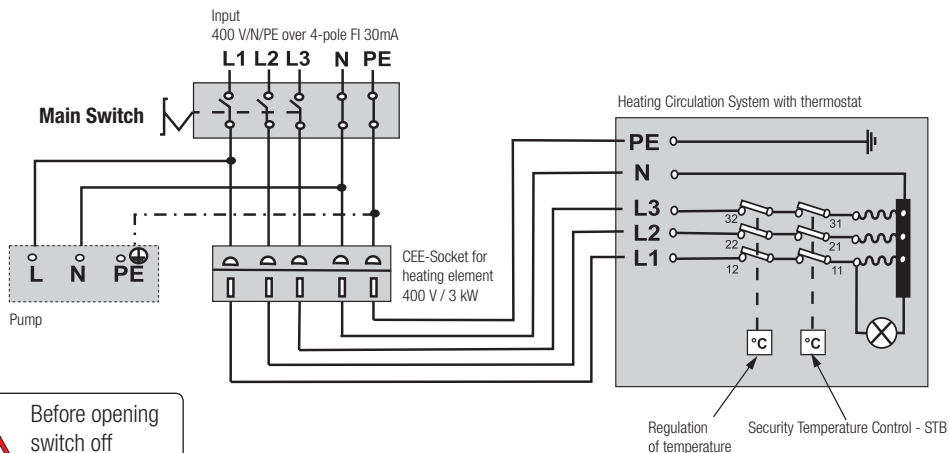 Input
400 V/N/PE over 4-pole FI 30mA
L1 L2 L3 N PE
Main Switch
Heating Circulation System with thermostat
PE
N
L3 32 31
L2 22 21
L1 12 11
L N PE
Pump
CEE-Socket for
heating element
400 V / 3 kW
°C °C
Regulation
of temperature
Security Temperature Control - STB
Before opening
switch off